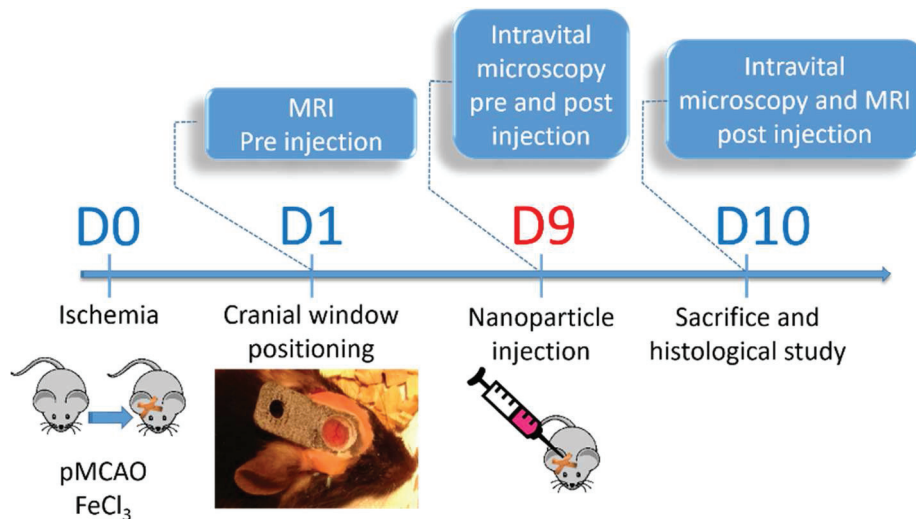 MRI
Pre injection
Intravital
microscopy
pre and post
injection
Intravital
microscopy and MRI
post injection
D0
D1
D9
D10
Ischemia
Cranial window
positioning
Nanoparticle
injection
Sacrifice and
histological study
pMCAO
FeCl₃